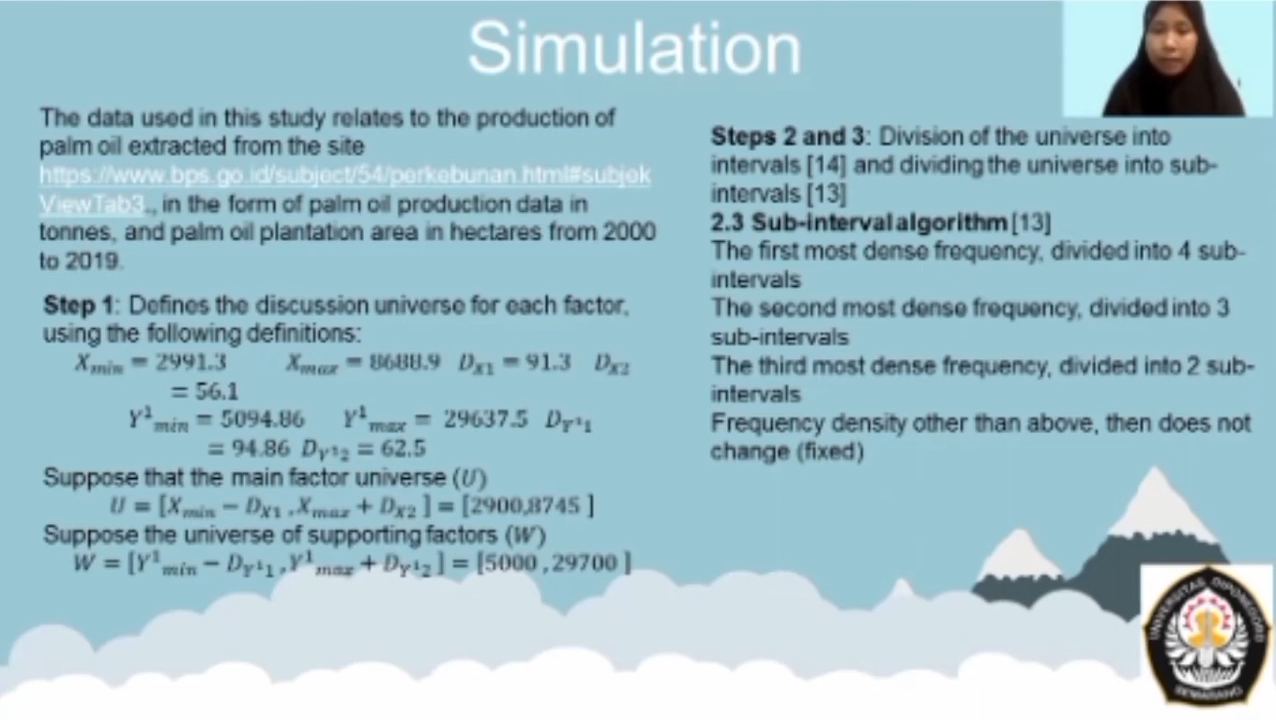 Simulation
The data used in this study relates to the production of
palm oil extracted from the site
https://www.bps.go.id/subject/54/perkebunan.html#subjek
ViewTab3., in the form of palm oil production data in
tonnes, and palm oil plantation area in hectares from 2000
to 2019.
Step 1: Defines the discussion universe for each factor,
using the following definitions:
X_min = 2991.3 X_max = 8688.9 D_X1 = 91.3 D_X2
= 56.1
Y^1_min = 5094.86 Y^1_max = 29637.5 D_Y^1_1
= 94.86 D_Y^1_2 = 62.5
Suppose that the main factor universe (U)
U = [X_min − D_X1 , X_max + D_X2 ] = [2900,8745 ]
Suppose the universe of supporting factors (W)
W = [Y^1_min − D_Y^1_1 , Y^1_max + D_Y^1_2 ] = [5000 , 29700 ]
Steps 2 and 3: Division of the universe into
intervals [14] and dividing the universe into sub-
intervals [13]
2.3 Sub-interval algorithm [13]
The first most dense frequency, divided into 4 sub-
intervals
The second most dense frequency, divided into 3
sub-intervals
The third most dense frequency, divided into 2 sub-
intervals
Frequency density other than above, then does not
change (fixed)
UNIVERSITAS DIPONEGORO
SEMARANG